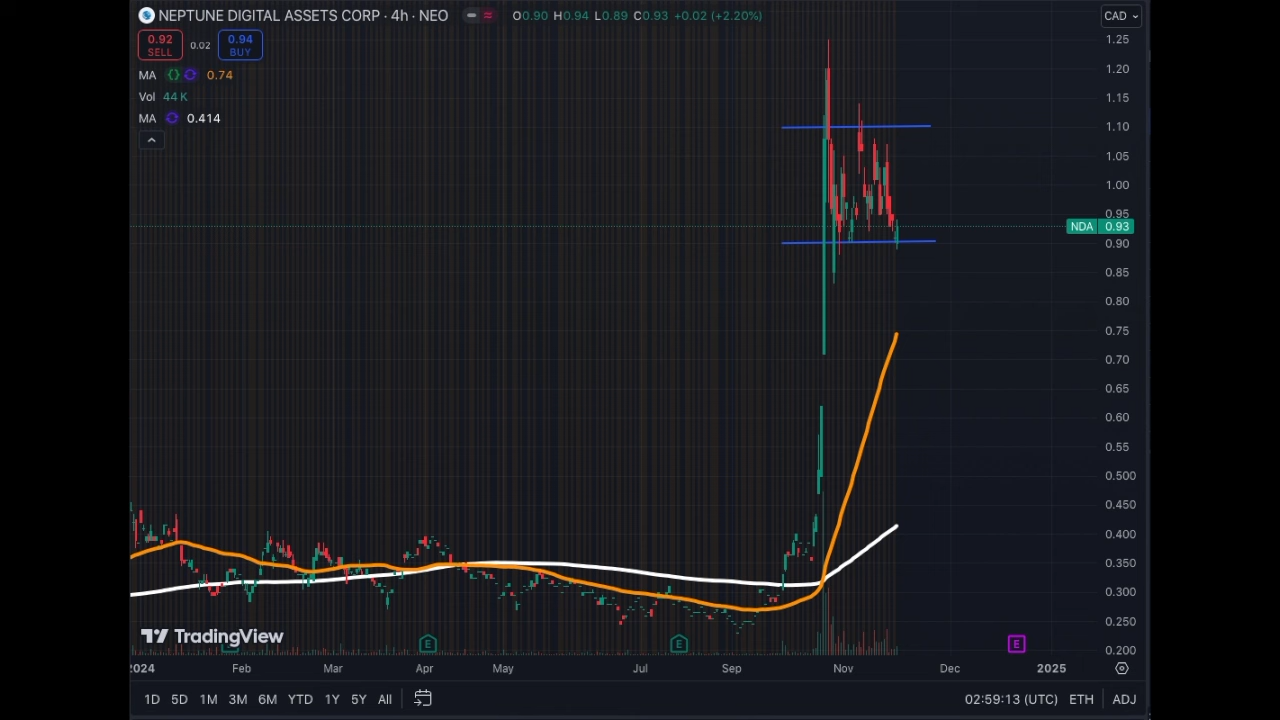 NEPTUNE DIGITAL ASSETS CORP · 4h · NEO O0.90 H0.94 L0.89 C0.93 +0.02 (+2.20%) CAD
0.92 0.02 0.94
SELL BUY
MA 0.74
Vol 44 K
MA 0.414
1.25
1.20
1.15
1.10
1.05
1.00
0.95
NDA 0.93
0.90
0.85
0.80
0.75
0.70
0.65
0.60
0.55
0.500
0.450
0.400
0.350
0.300
0.250
0.200
TradingView
E E E
2024 Feb Mar Apr May Jul Sep Nov Dec 2025
1D 5D 1M 3M 6M YTD 1Y 5Y All 02:59:13 (UTC) ETH ADJ